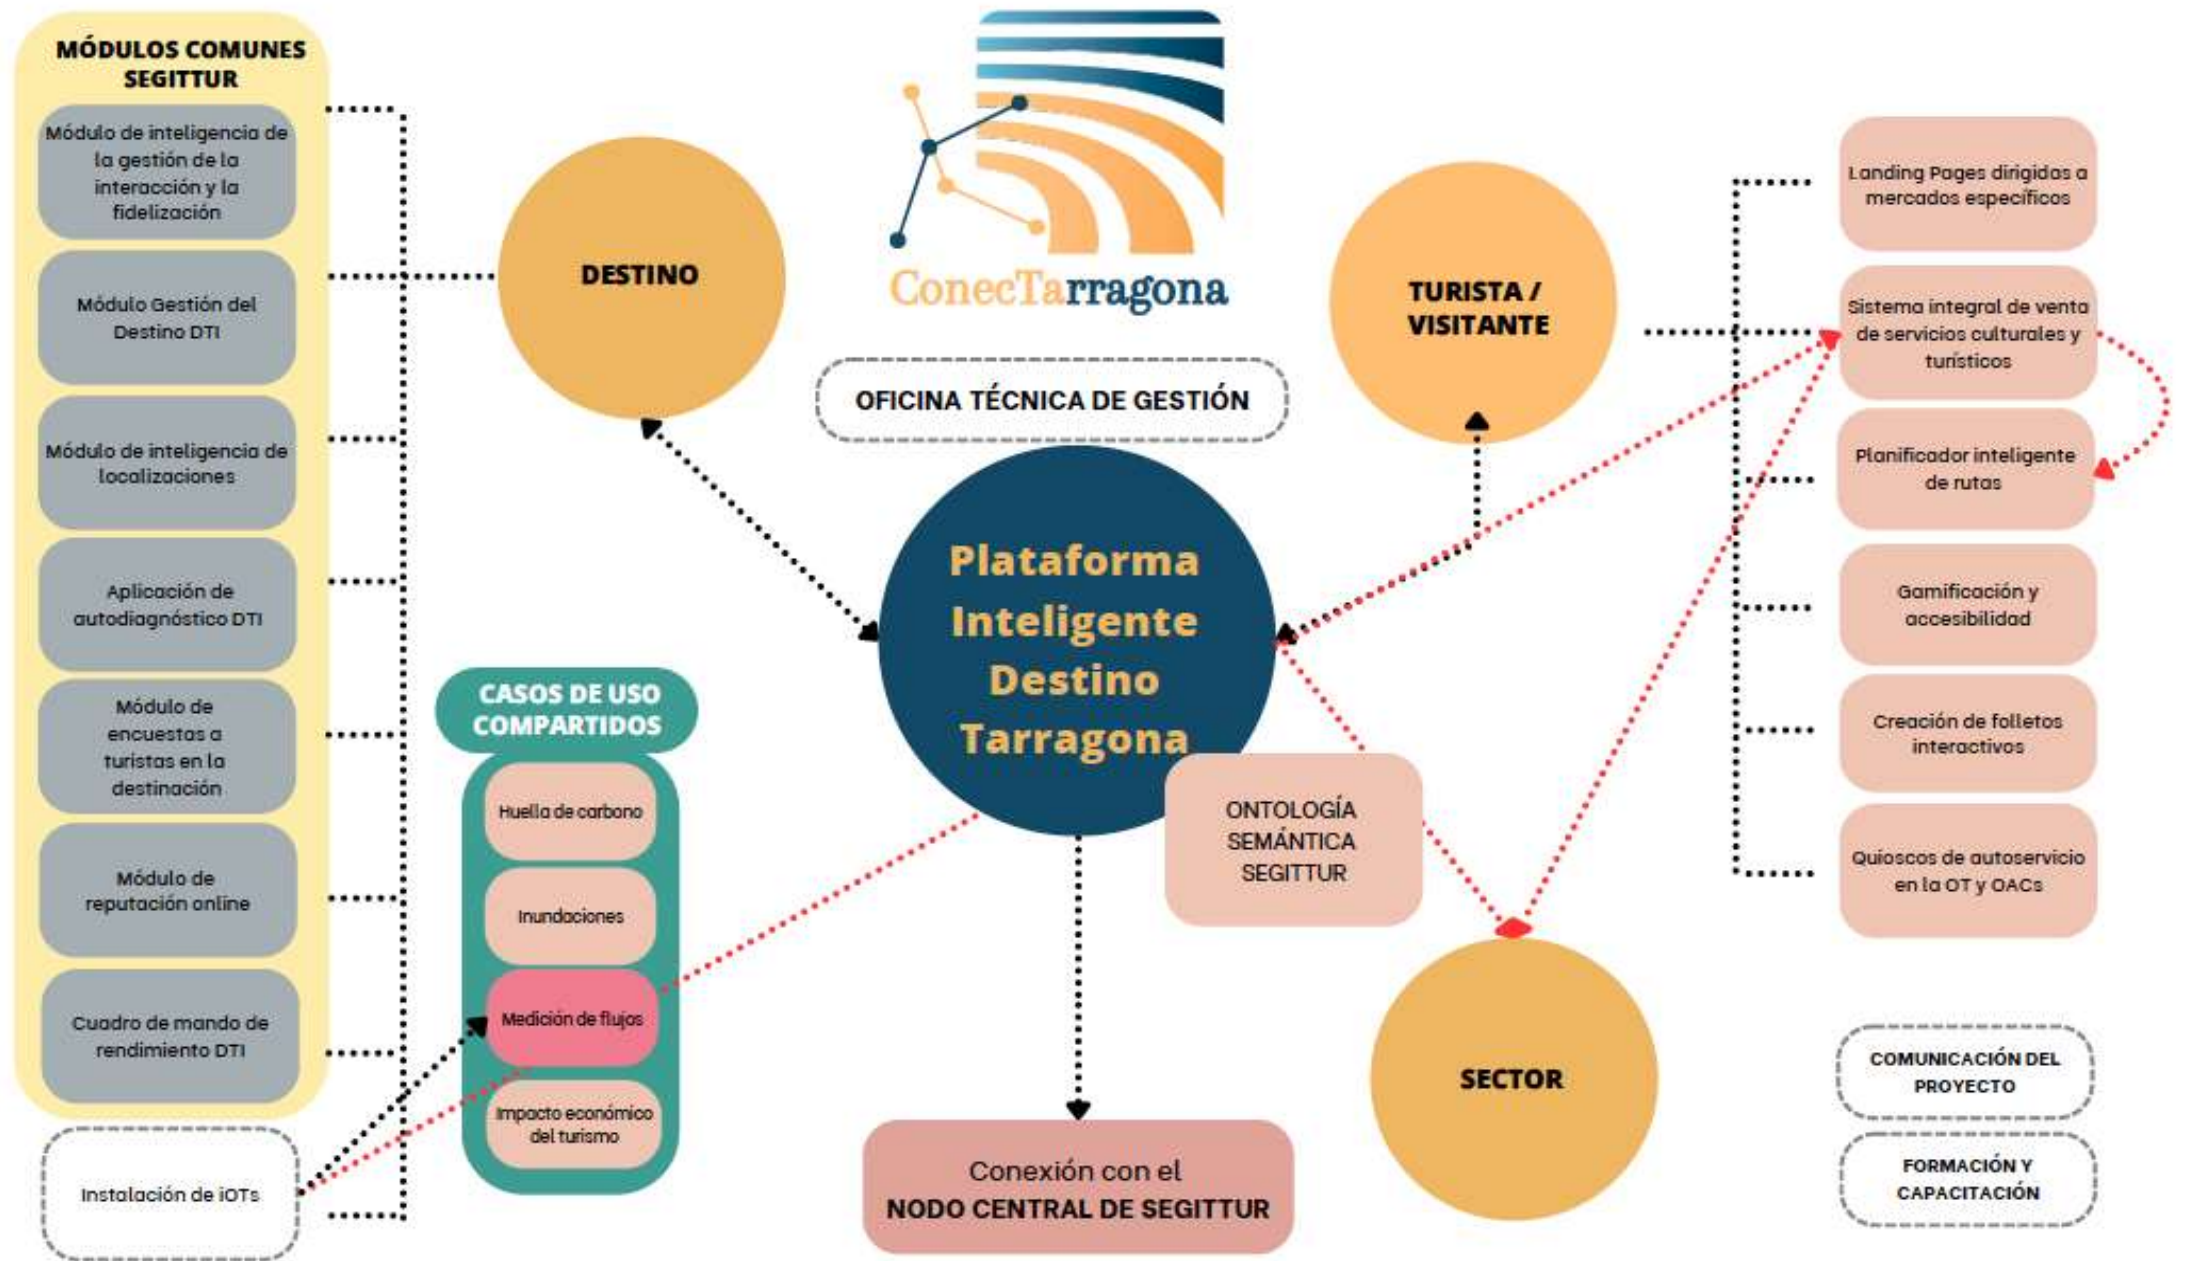 MÓDULOS COMUNES
SEGITTUR
Módulo de inteligencia de
la gestión de la
interacción y la
fidelización
Módulo Gestión del
Destino DTI
Módulo de inteligencia de
localizaciones
Aplicación de
autodiagnóstico DTI
Módulo de
encuestas a
turistas en la
destinación
Módulo de
reputación online
Cuadro de mando de
rendimiento DTI
Instalación de iOTs
DESTINO
CASOS DE USO
COMPARTIDOS
Huella de carbono
Inundaciones
Medición de flujos
Impacto económico
del turismo
ConecTarragona
OFICINA TÉCNICA DE GESTIÓN
Plataforma
Inteligente
Destino
Tarragona
ONTOLOGÍA
SEMÁNTICA
SEGITTUR
Conexión con el
NODO CENTRAL DE SEGITTUR
TURISTA /
VISITANTE
SECTOR
Landing Pages dirigidas a
mercados específicos
Sistema integral de venta
de servicios culturales y
turísticos
Planificador inteligente
de rutas
Gamificación y
accesibilidad
Creación de folletos
interactivos
Quioscos de autoservicio
en la OT y OACs
COMUNICACIÓN DEL
PROYECTO
FORMACIÓN Y
CAPACITACIÓN